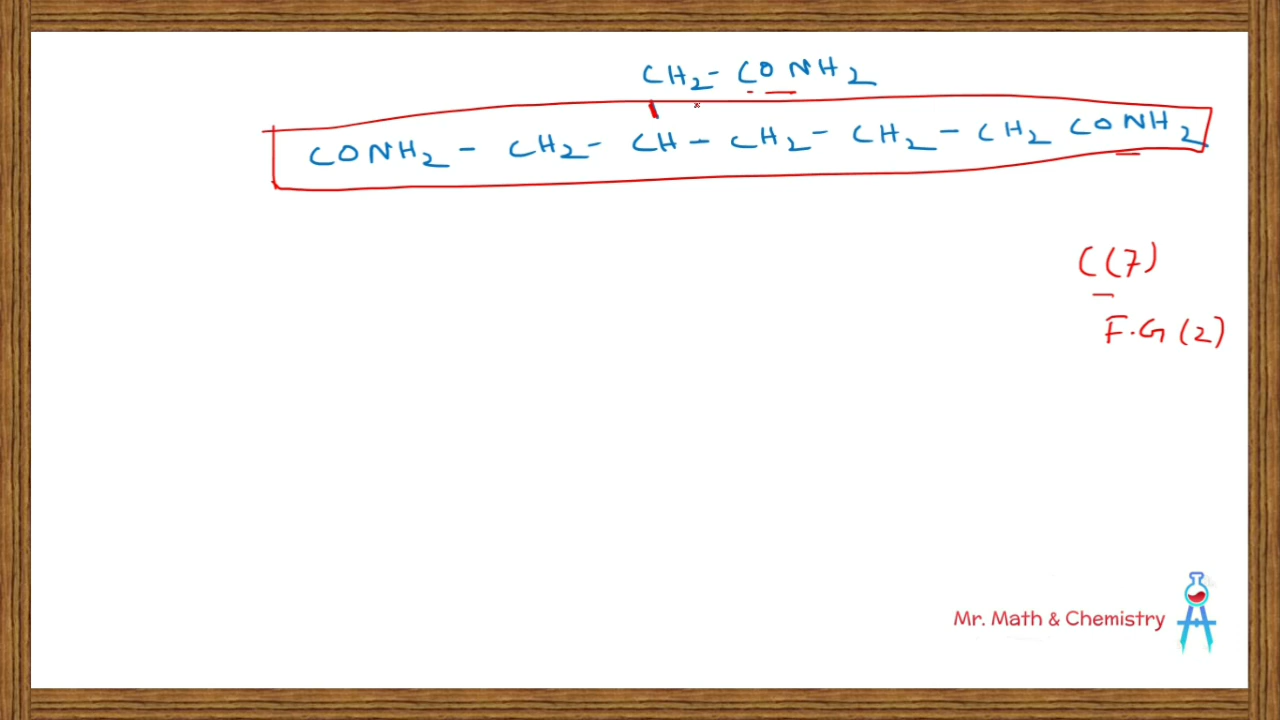 CH2- CONH2
CONH2 - CH2- CH - CH2- CH2 - CH2 CONH2
C(7)
F.G(2)
Mr. Math & Chemistry